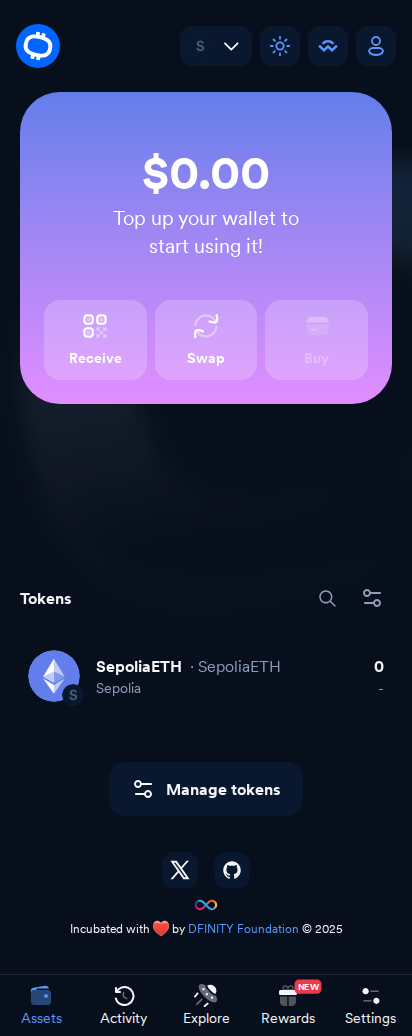 S
$0.00
Top up your wallet to
start using it!
Receive Swap Buy
Tokens
SepoliaETH · SepoliaETH 0
Sepolia -
S
Manage tokens
Incubated with ❤️ by DFINITY Foundation © 2025
NEW
Assets Activity Explore Rewards Settings